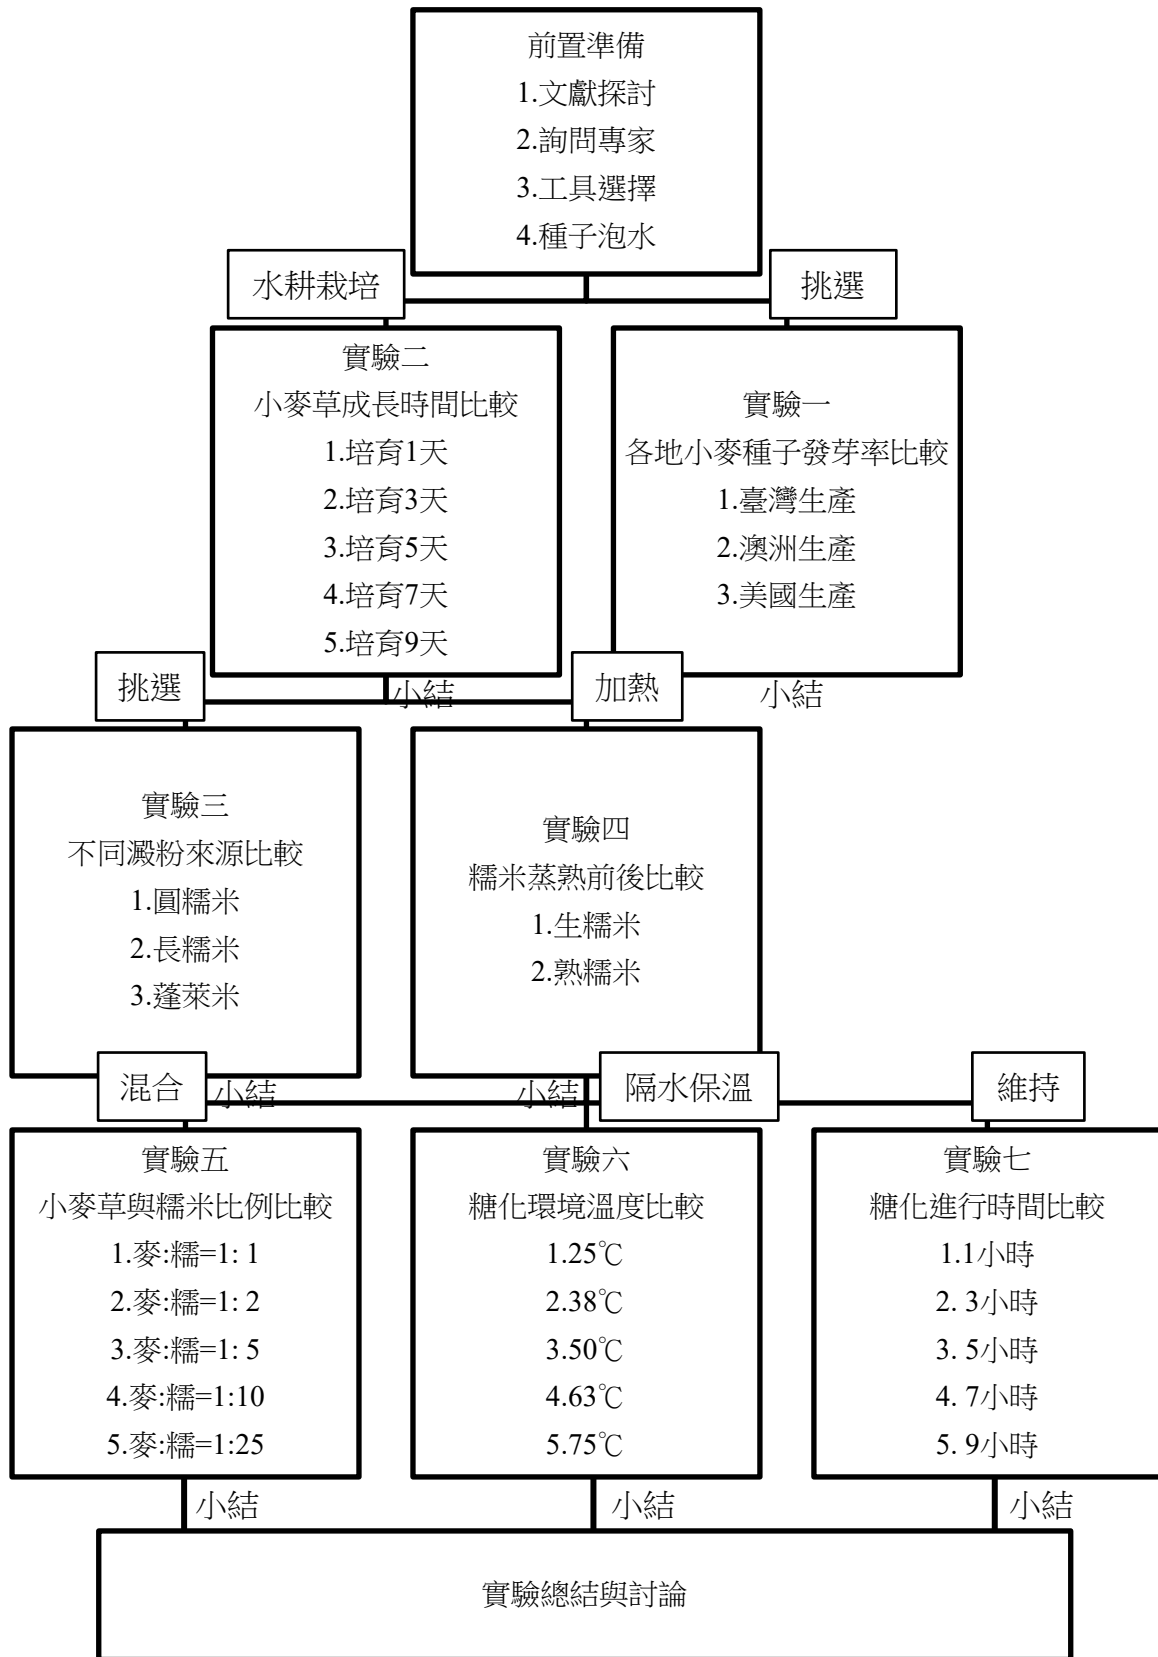 前置準備
1.文獻探討
2.詢問專家
3.工具選擇
4.種子泡水
水耕栽培
挑選
實驗二
小麥草成長時間比較
1.培育1天
2.培育3天
3.培育5天
4.培育7天
5.培育9天
實驗一
各地小麥種子發芽率比較
1.臺灣生產
2.澳洲生產
3.美國生產
挑選
小結
加熱
小結
實驗三
不同澱粉來源比較
1.圓糯米
2.長糯米
3.蓬萊米
實驗四
糯米蒸熟前後比較
1.生糯米
2.熟糯米
混合
小結
小結
隔水保溫
維持
實驗五
小麥草與糯米比例比較
1.麥:糯=1: 1
2.麥:糯=1: 2
3.麥:糯=1: 5
4.麥:糯=1:10
5.麥:糯=1:25
實驗六
糖化環境溫度比較
1.25℃
2.38℃
3.50℃
4.63℃
5.75℃
實驗七
糖化進行時間比較
1.1小時
2. 3小時
3. 5小時
4. 7小時
5. 9小時
小結
小結
小結
實驗總結與討論